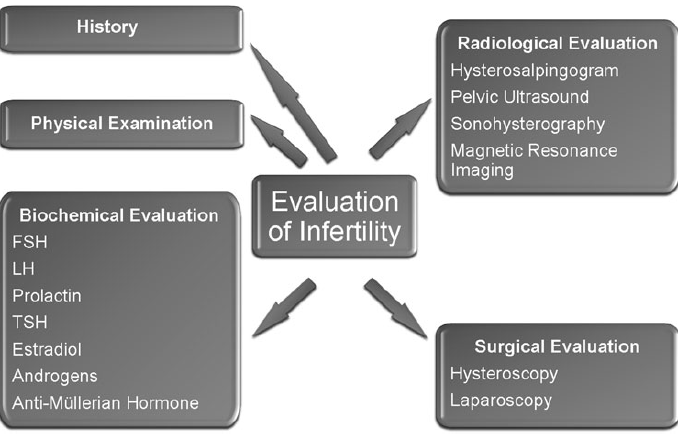 History
Physical Examination
Biochemical Evaluation
FSH
LH
Prolactin
TSH
Estradiol
Androgens
Anti-Müllerian Hormone
Evaluation
of Infertility
Radiological Evaluation
Hysterosalpingogram
Pelvic Ultrasound
Sonohysterography
Magnetic Resonance
Imaging
Surgical Evaluation
Hysteroscopy
Laparoscopy